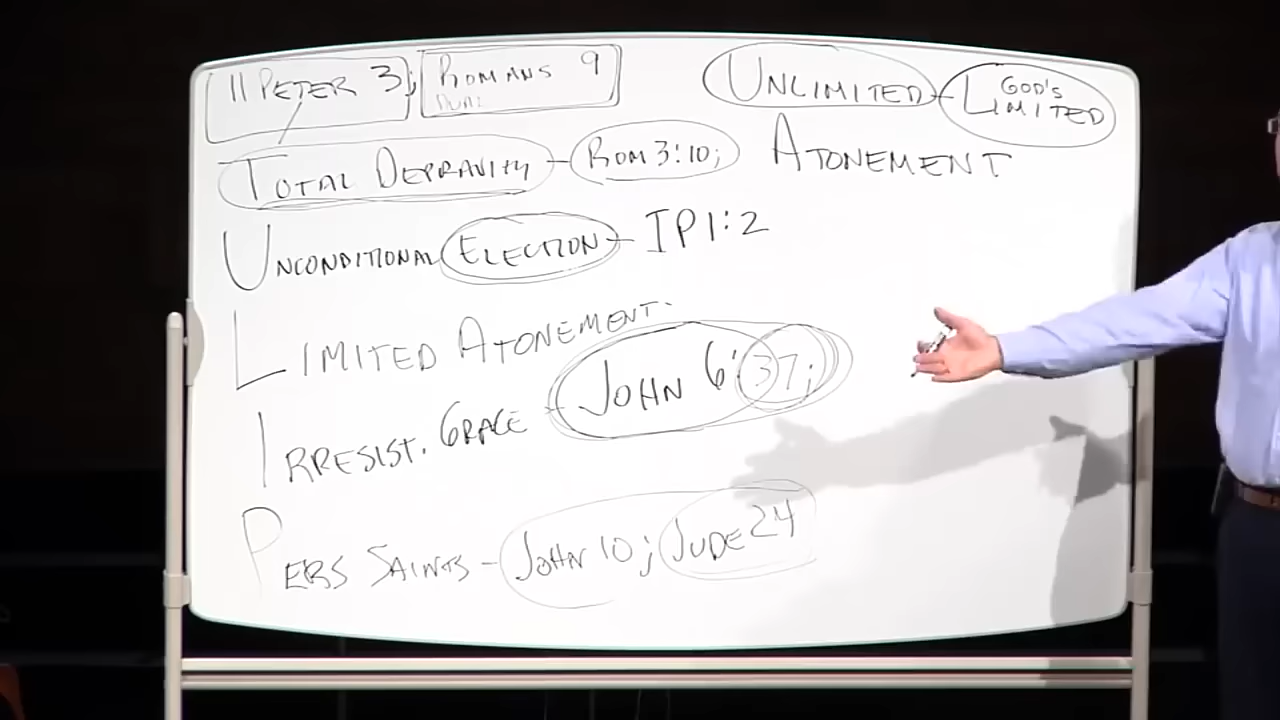 II PETER 3; ROMANS 9
UNLIMITED - GOD'S LIMITED
ATONEMENT
TOTAL DEPRAVITY - ROM 3:10;
UNCONDITIONAL ELECTION - I P 1:2
LIMITED ATONEMENT.
IRRESIST. GRACE - JOHN 6:37;
PERS SAINTS - JOHN 10; JUDE 24